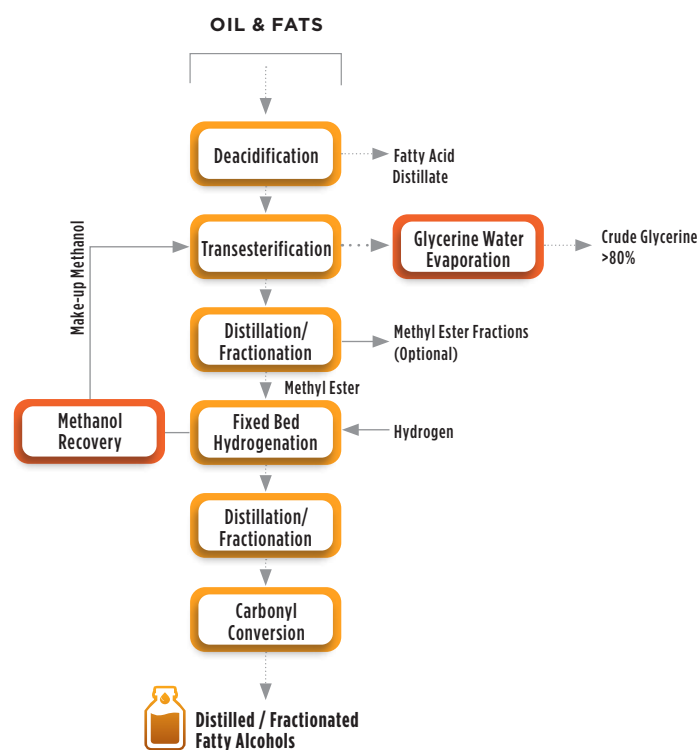 OIL & FATS
Deacidification
Fatty Acid
Distillate
Transesterification
Glycerine Water
Evaporation
Crude Glycerine
>80%
Make-up Methanol
Distillation/
Fractionation
Methyl Ester Fractions
(Optional)
Methyl Ester
Methanol
Recovery
Fixed Bed
Hydrogenation
Hydrogen
Distillation/
Fractionation
Carbonyl
Conversion
Distilled / Fractionated
Fatty Alcohols